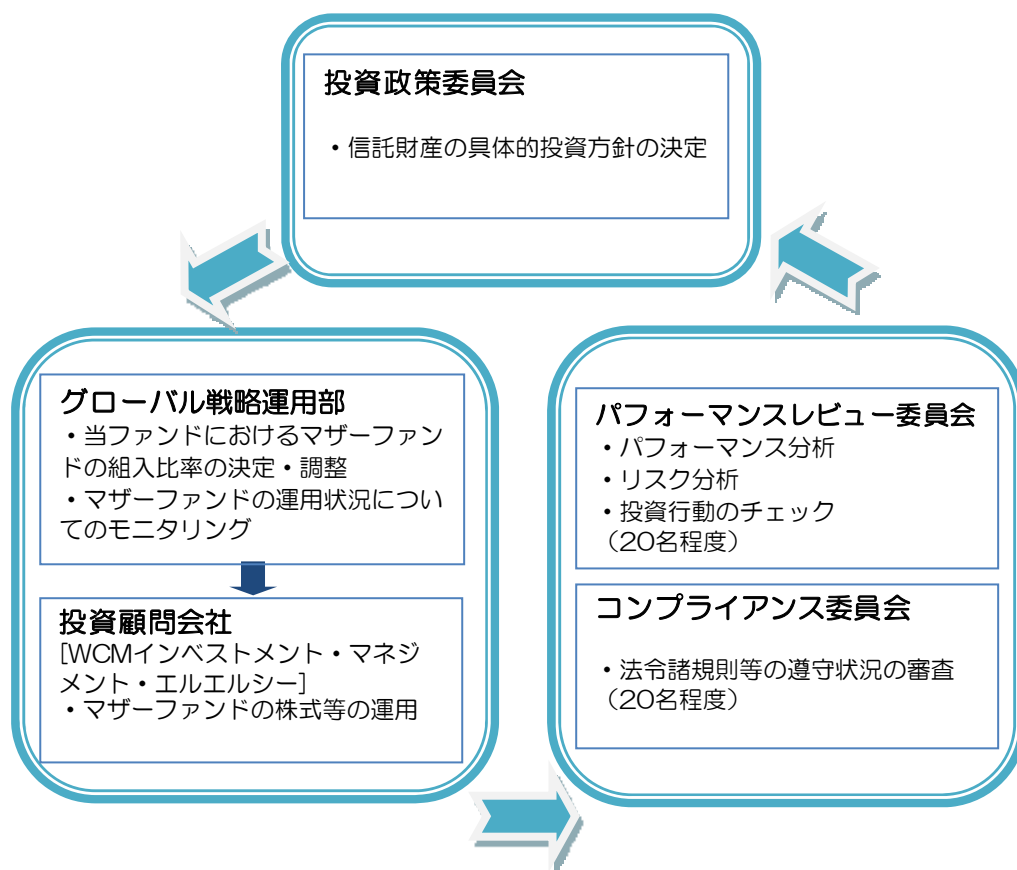 投資政策委員会
・信託財産の具体的投資方針の決定
グローバル戦略運用部
・当ファンドにおけるマザーファン
ドの組入比率の決定・調整
・マザーファンドの運用状況につい
てのモニタリング
投資顧問会社
[WCMインベストメント・マネジ
メント・エルエルシー]
・マザーファンドの株式等の運用
パフォーマンスレビュー委員会
・パフォーマンス分析
・リスク分析
・投資行動のチェック
（20名程度）
コンプライアンス委員会
・法令諸規則等の遵守状況の審査
（20名程度）